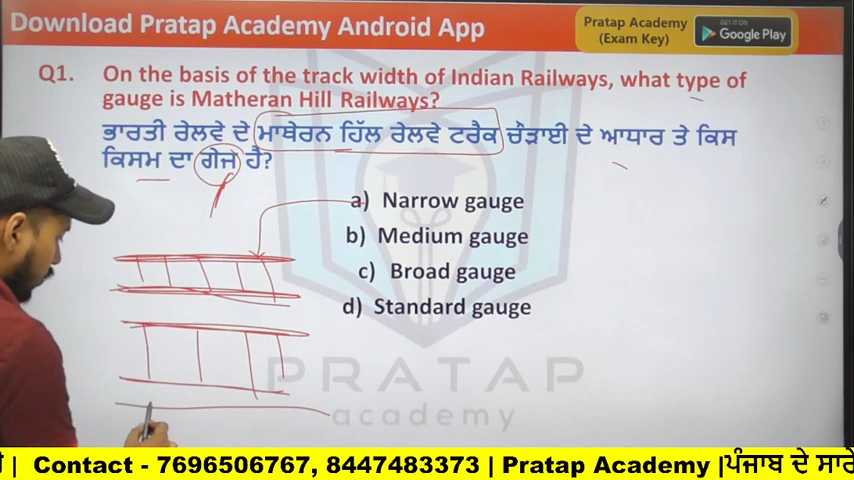 Download Pratap Academy Android App
Pratap Academy
(Exam Key)
GET IT ON
Google Play
Q1. On the basis of the track width of Indian Railways, what type of
gauge is Matheran Hill Railways?
ਭਾਰਤੀ ਰੇਲਵੇ ਦੇ ਮਾਥੇਰਨ ਹਿੱਲ ਰੇਲਵੇ ਟਰੈਕ ਚੌੜਾਈ ਦੇ ਆਧਾਰ ਤੇ ਕਿਸ
ਕਿਸਮ ਦਾ ਗੇਜ ਹੈ?
a) Narrow gauge
b) Medium gauge
c) Broad gauge
d) Standard gauge
PRATAP
academy
| Contact - 7696506767, 8447483373 | Pratap Academy |ਪੰਜਾਬ ਦੇ ਸਾਰੇ